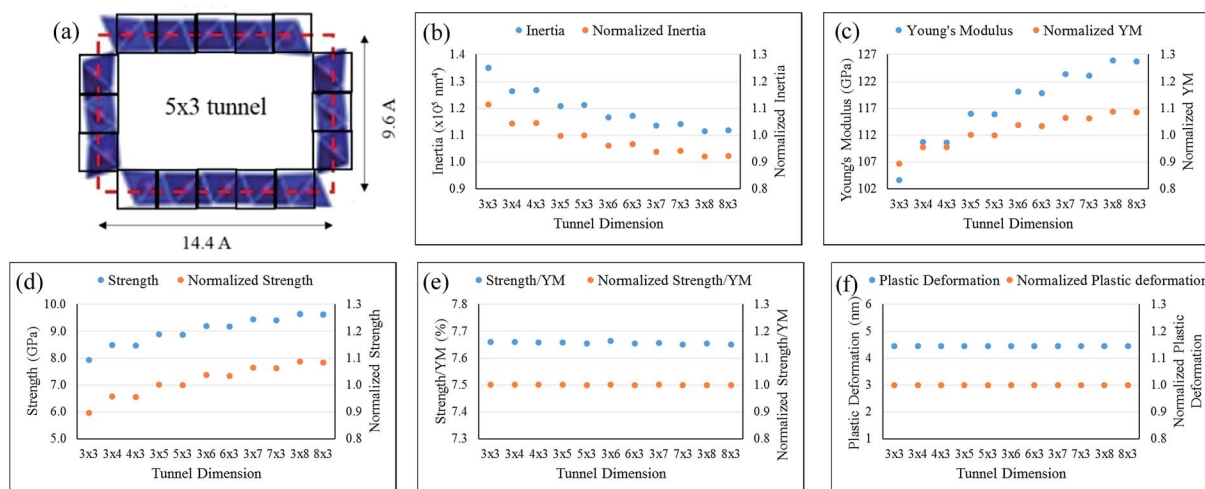 (a)
5x3 tunnel
9.6 A
14.4 A
(b)
Inertia Normalized Inertia
Inertia (x10⁵ nm⁴)
1.4
1.3
1.2
1.1
1.0
0.9
1.3
1.2
1.1
1.0
0.9
0.8
Normalized Inertia
3x3 3x4 4x3 3x5 5x3 3x6 6x3 3x7 7x3 3x8 8x3
Tunnel Dimension
(c)
Young's Modulus Normalized YM
Young's Modulus (GPa)
127
122
117
112
107
102
1.3
1.2
1.1
1.0
0.9
0.8
Normalized YM
3x3 3x4 4x3 3x5 5x3 3x6 6x3 3x7 7x3 3x8 8x3
Tunnel Dimension
(d)
Strength Normalized Strength
Strength (GPa)
10.0
9.0
8.0
7.0
6.0
5.0
1.3
1.2
1.1
1.0
0.9
0.8
Normalized Strength
3x3 3x4 4x3 3x5 5x3 3x6 6x3 3x7 7x3 3x8 8x3
Tunnel Dimension
(e)
Strength/YM Normalized Strength/YM
Strength/YM (%)
7.8
7.7
7.6
7.5
7.4
7.3
1.3
1.2
1.1
1.0
0.9
0.8
Normalized Strength/YM
3x3 3x4 4x3 3x5 5x3 3x6 6x3 3x7 7x3 3x8 8x3
Tunnel Dimension
(f)
Plastic Deformation Normalized Plastic deformation
Plastic Deformation (nm)
6
5
4
3
2
1
1.3
1.2
1.1
1.0
0.9
0.8
Normalized Plastic
Deformation
3x3 3x4 4x3 3x5 5x3 3x6 6x3 3x7 7x3 3x8 8x3
Tunnel Dimension